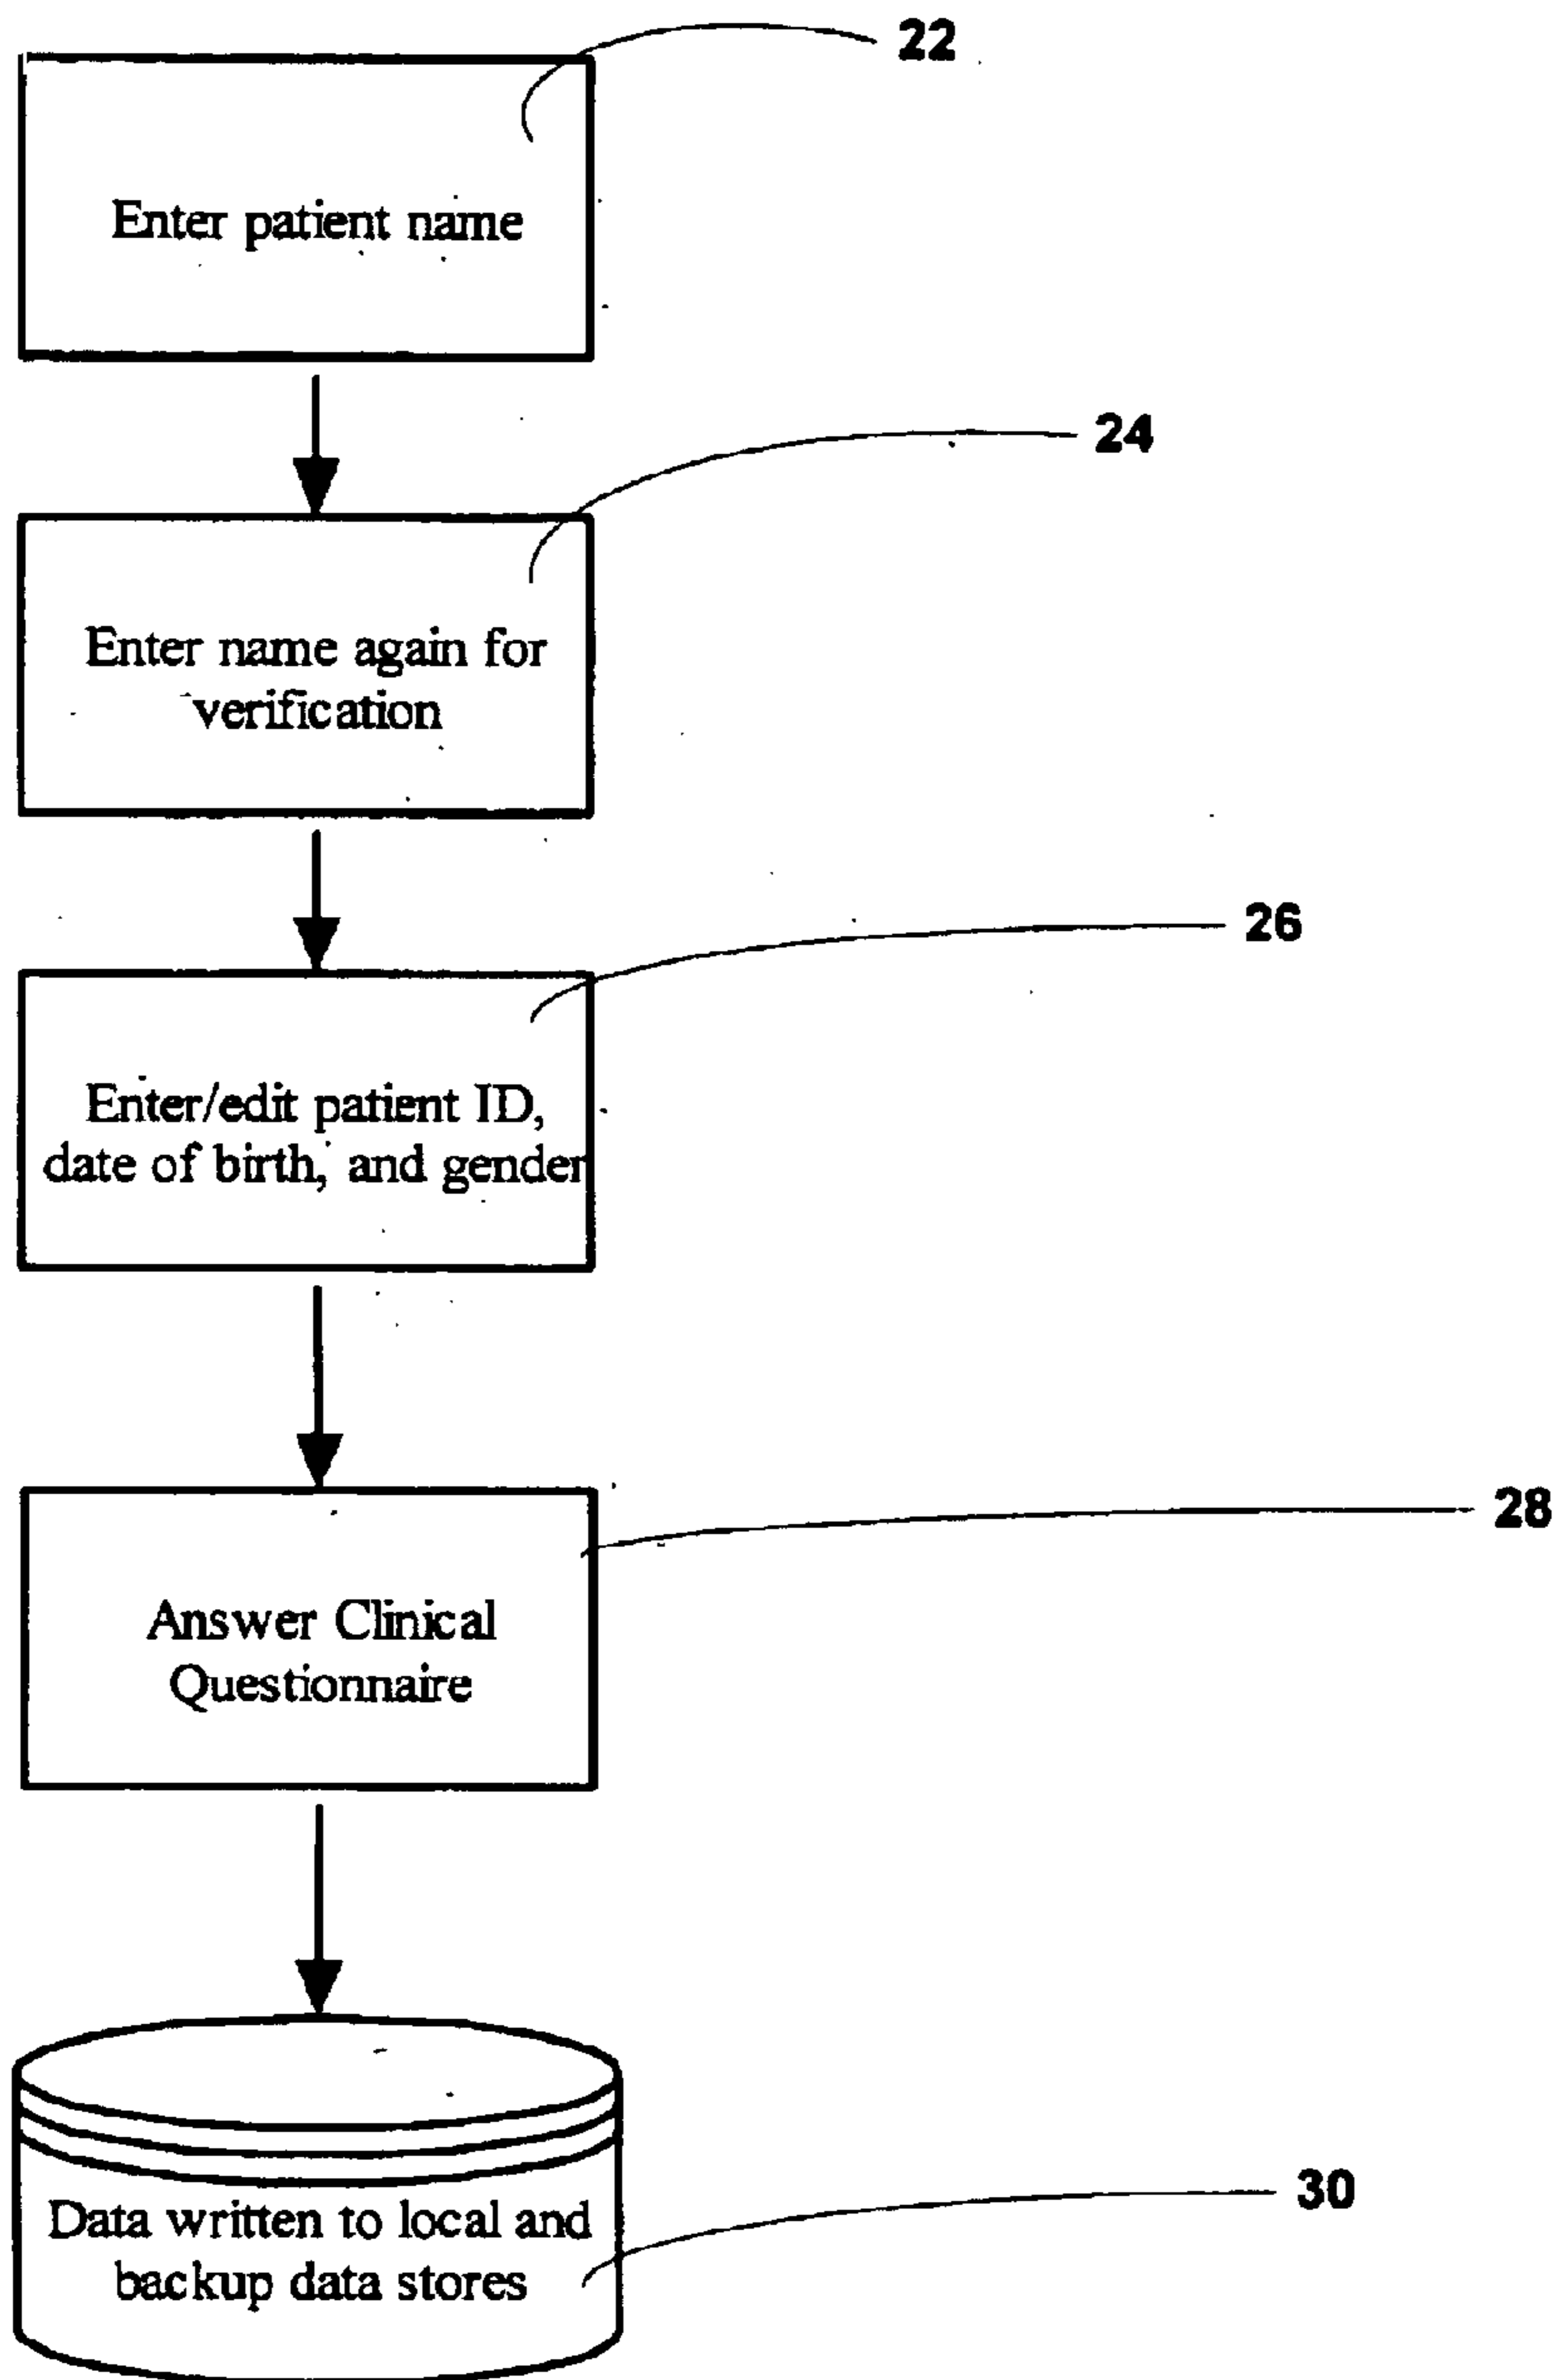 22
Enter patient name
24
Enter name again for
verification
26
Enter/edit patient ID,
date of birth, and gender
28
Answer Clinical
Questionnaire
30
Data written to local and
backup data stores